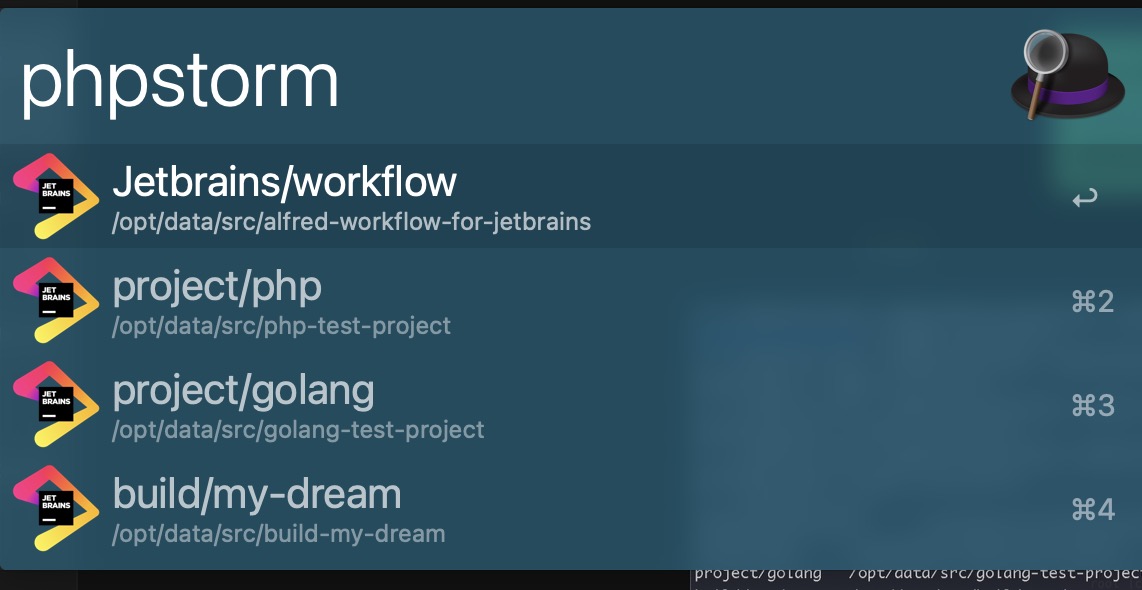 phpstorm
JET
BRAINS
Jetbrains/workflow
/opt/data/src/alfred-workflow-for-jetbrains
JET
BRAINS
project/php
/opt/data/src/php-test-project
⌘2
JET
BRAINS
project/golang
/opt/data/src/golang-test-project
⌘3
JET
BRAINS
build/my-dream
/opt/data/src/build-my-dream
⌘4
project/golang /opt/data/src/golang-test-project